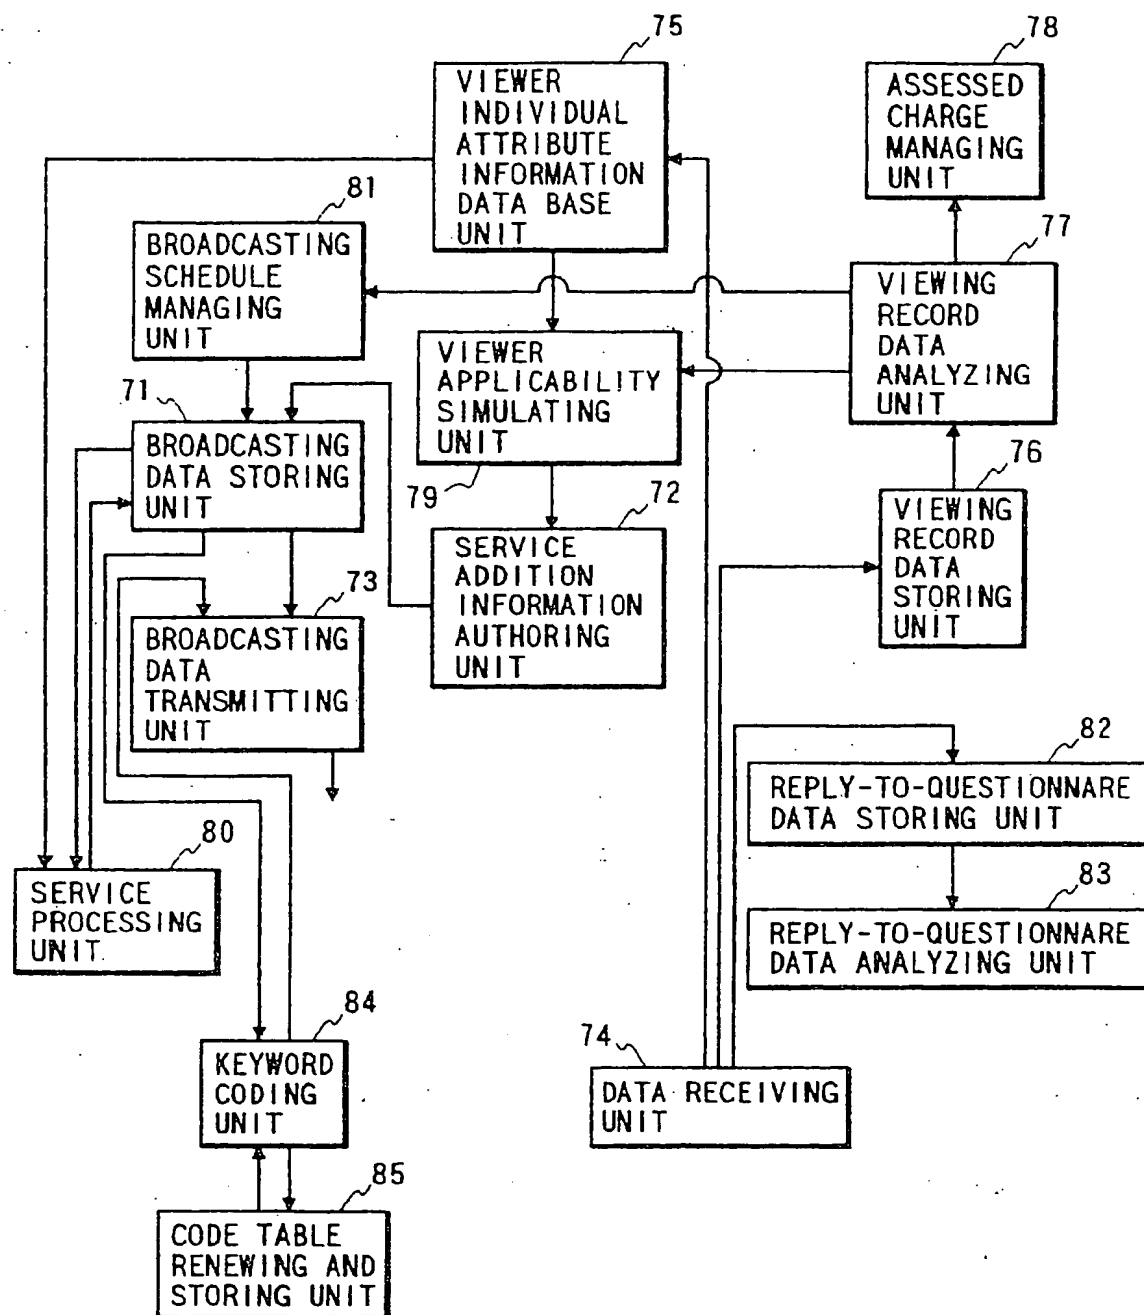 75
VIEWER
INDIVIDUAL
ATTRIBUTE
INFORMATION
DATA BASE
UNIT
78
ASSESSED
CHARGE
MANAGING
UNIT
81
BROADCASTING
SCHEDULE
MANAGING
UNIT
77
VIEWING
RECORD
DATA
ANALYZING
UNIT
VIEWER
APPLICABILITY
SIMULATING
UNIT
79
71
BROADCASTING
DATA STORING
UNIT
76
VIEWING
RECORD
DATA
STORING
UNIT
72
SERVICE
ADDITION
INFORMATION
AUTHORING
UNIT
73
BROADCASTING
DATA
TRANSMITTING
UNIT
82
REPLY-TO-QUESTIONNARE
DATA STORING UNIT
80
SERVICE
PROCESSING
UNIT
83
REPLY-TO-QUESTIONNARE
DATA ANALYZING UNIT
84
KEYWORD
CODING
UNIT
74
DATA RECEIVING
UNIT
85
CODE TABLE
RENEWING AND
STORING UNIT